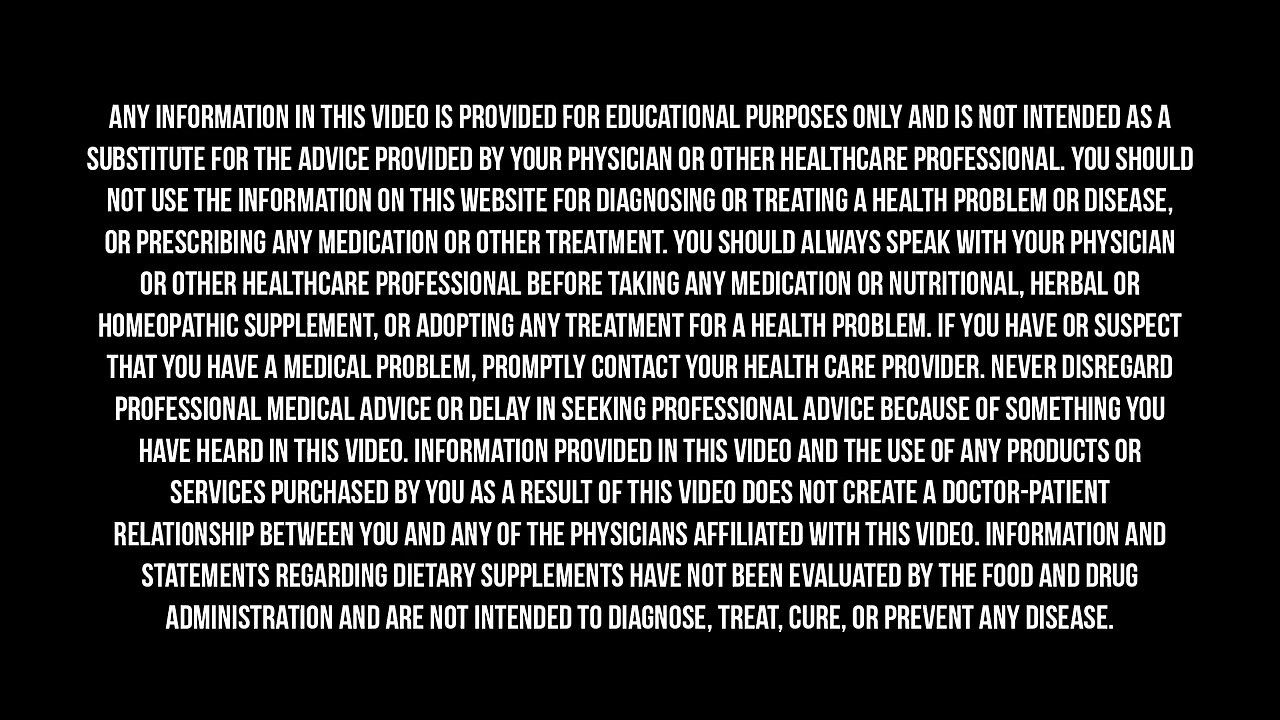 ANY INFORMATION IN THIS VIDEO IS PROVIDED FOR EDUCATIONAL PURPOSES ONLY AND IS NOT INTENDED AS A
SUBSTITUTE FOR THE ADVICE PROVIDED BY YOUR PHYSICIAN OR OTHER HEALTHCARE PROFESSIONAL. YOU SHOULD
NOT USE THE INFORMATION ON THIS WEBSITE FOR DIAGNOSING OR TREATING A HEALTH PROBLEM OR DISEASE,
OR PRESCRIBING ANY MEDICATION OR OTHER TREATMENT. YOU SHOULD ALWAYS SPEAK WITH YOUR PHYSICIAN
OR OTHER HEALTHCARE PROFESSIONAL BEFORE TAKING ANY MEDICATION OR NUTRITIONAL, HERBAL OR
HOMEOPATHIC SUPPLEMENT, OR ADOPTING ANY TREATMENT FOR A HEALTH PROBLEM. IF YOU HAVE OR SUSPECT
THAT YOU HAVE A MEDICAL PROBLEM, PROMPTLY CONTACT YOUR HEALTH CARE PROVIDER. NEVER DISREGARD
PROFESSIONAL MEDICAL ADVICE OR DELAY IN SEEKING PROFESSIONAL ADVICE BECAUSE OF SOMETHING YOU
HAVE HEARD IN THIS VIDEO. INFORMATION PROVIDED IN THIS VIDEO AND THE USE OF ANY PRODUCTS OR
SERVICES PURCHASED BY YOU AS A RESULT OF THIS VIDEO DOES NOT CREATE A DOCTOR-PATIENT
RELATIONSHIP BETWEEN YOU AND ANY OF THE PHYSICIANS AFFILIATED WITH THIS VIDEO. INFORMATION AND
STATEMENTS REGARDING DIETARY SUPPLEMENTS HAVE NOT BEEN EVALUATED BY THE FOOD AND DRUG
ADMINISTRATION AND ARE NOT INTENDED TO DIAGNOSE, TREAT, CURE, OR PREVENT ANY DISEASE.